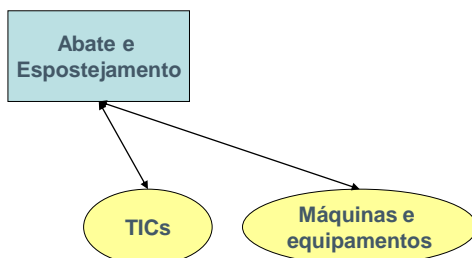 Abate e
Espostejamento
TICs
Máquinas e
equipamentos